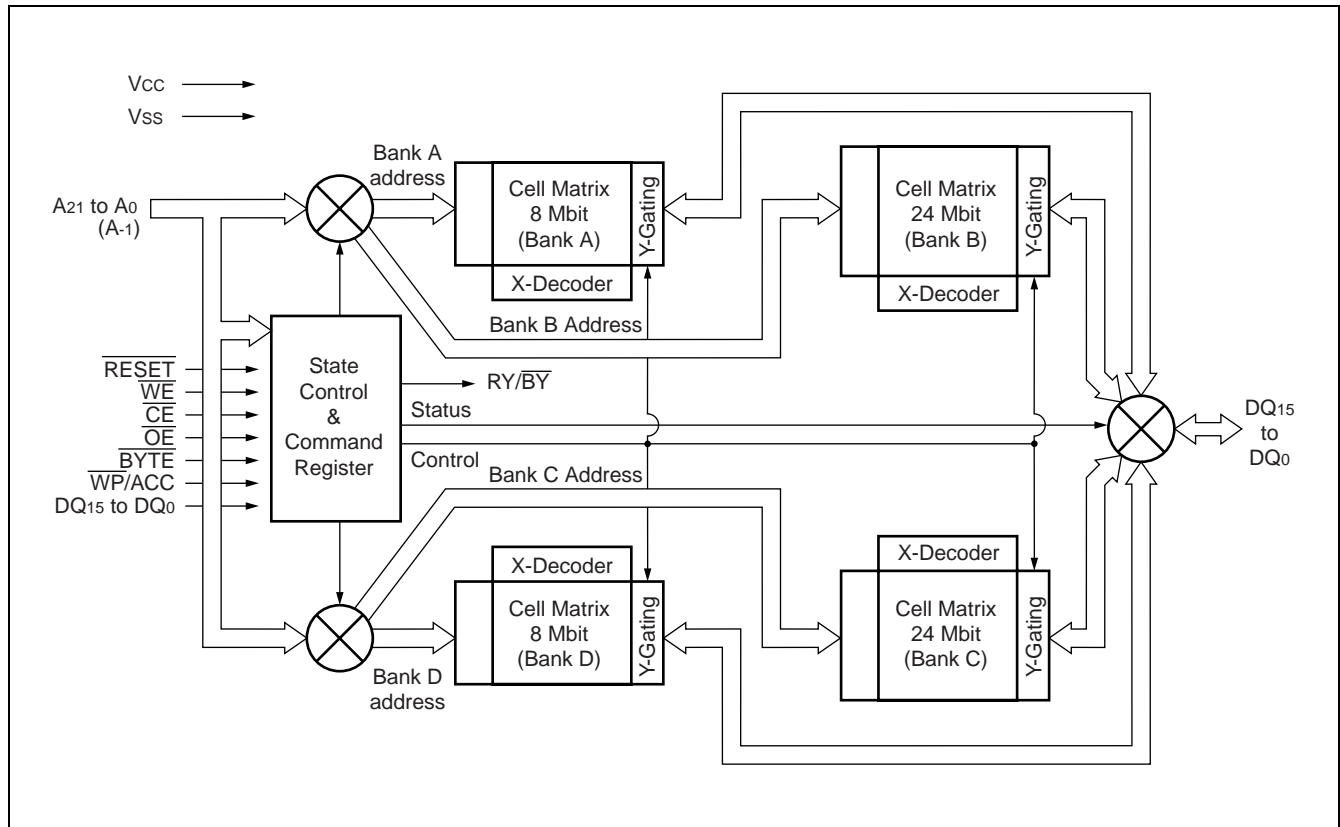 VCC
VSS
A21 to A0
(A-1)
Bank A
address
Cell Matrix
8 Mbit
(Bank A)
Y-Gating
X-Decoder
Cell Matrix
24 Mbit
(Bank B)
Y-Gating
X-Decoder
Bank B Address
RESET
WE
CE
OE
BYTE
WP/ACC
DQ15 to DQ0
State
Control
&
Command
Register
RY/BY
Status
Control
DQ15
to
DQ0
Bank C Address
X-Decoder
Cell Matrix
8 Mbit
(Bank D)
Y-Gating
Bank D
address
X-Decoder
Cell Matrix
24 Mbit
(Bank C)
Y-Gating